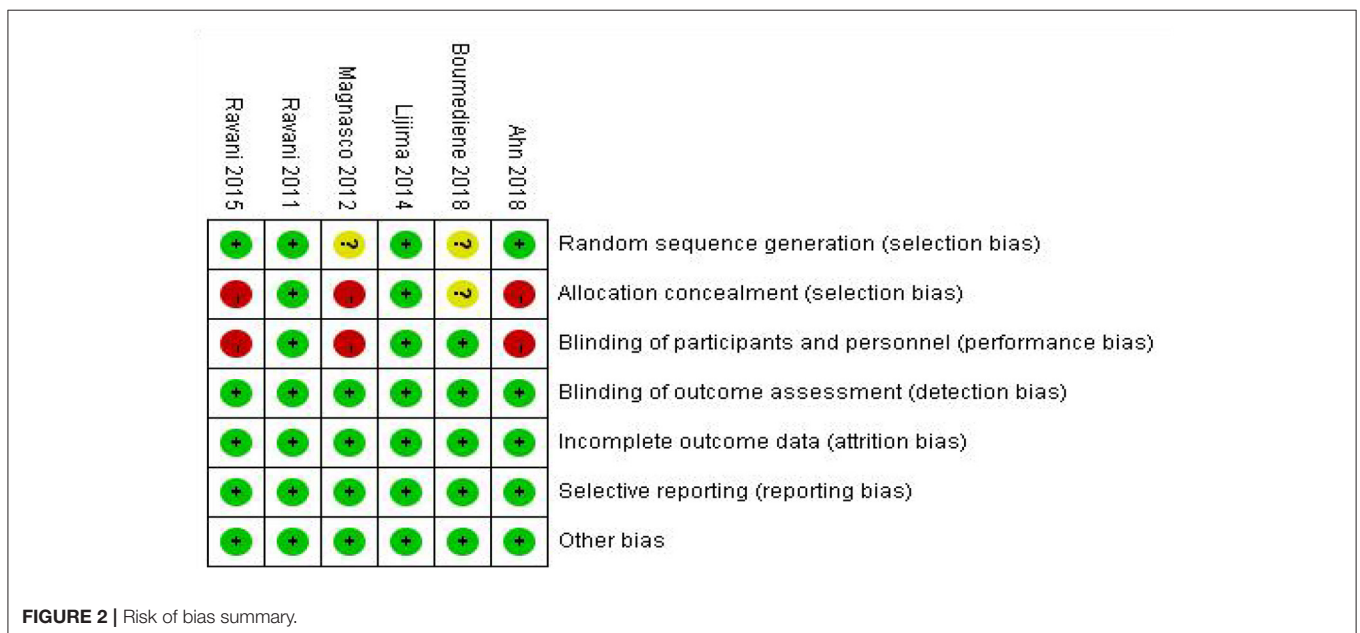 Ravani 2015
Ravani 2011
Magnasco 2012
Lijima 2014
Boumediene 2018
Ahn 2018
+ + ? + ? + Random sequence generation (selection bias)
- + - + ? - Allocation concealment (selection bias)
- + - + + - Blinding of participants and personnel (performance bias)
+ + + + + + Blinding of outcome assessment (detection bias)
+ + + + + + Incomplete outcome data (attrition bias)
+ + + + + + Selective reporting (reporting bias)
+ + + + + + Other bias
FIGURE 2 | Risk of bias summary.